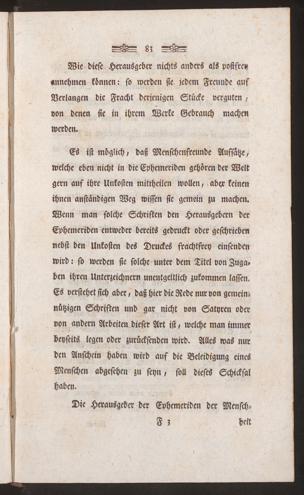 81
Wie diese Herausgeber nichts anders als postfrey
annehmen können: so werden sie jedem Freunde auf
Verlangen die Fracht derjenigen Stücke verguten,
von denen sie in ihrem Werke Gebrauch machen
werden.
Es ist möglich, daß Menschenfreunde Aufsätze,
welche eben nicht in die Ephemeriden gehören der Welt
gern auf ihre Unkosten mittheilen wollen, aber keinen
ihnen anständigen Weg wissen sie gemein zu machen.
Wenn man solche Schriften den Herausgebern der
Ephemeriden entweder bereits gedruckt oder geschrieben
nebst den Unkosten des Druckes frachtfrey einsenden
wird: so werden sie solche unter dem Titel von Zuga-
ben ihren Unterzeichnern unentgeltlich zukommen lassen.
Es verstehet sich aber, daß hier die Rede nur von gemein-
nützigen Schriften und gar nicht von Satyren oder
von andern Arbeiten dieser Art ist, welche man immer
beyseits legen oder zurücksenden wird. Alles was nur
den Anschein haben wird auf die Beleidigung eines
Menschen abgesehen zu seyn, soll dieses Schicksal
haben.
Die Herausgeber der Ephemeriden der Mensch-
F 3 heit